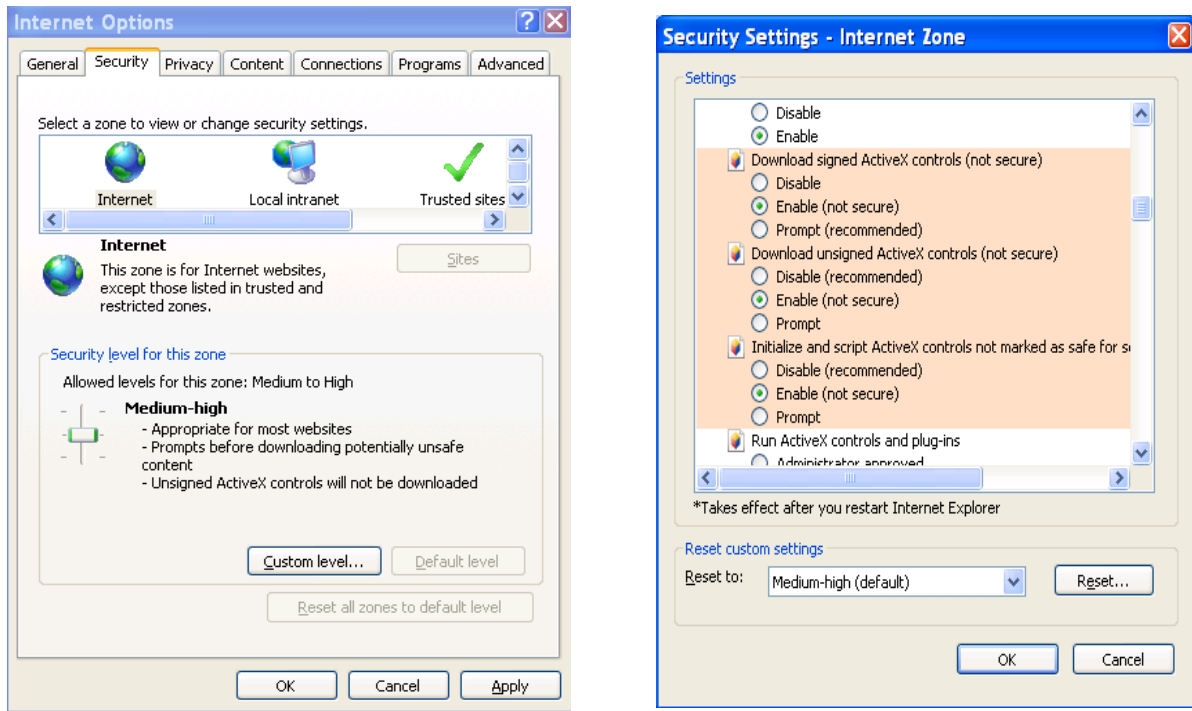 Internet Options
General Security Privacy Content Connections Programs Advanced
Select a zone to view or change security settings.
Internet Local intranet Trusted sites
Internet
Sites
This zone is for Internet websites,
except those listed in trusted and
restricted zones.
Security level for this zone
Allowed levels for this zone: Medium to High
Medium-high
- Appropriate for most websites
- Prompts before downloading potentially unsafe
content
- Unsigned ActiveX controls will not be downloaded
Custom level... Default level
Reset all zones to default level
OK Cancel Apply
Security Settings - Internet Zone
Settings
Disable
Enable
Download signed ActiveX controls (not secure)
Disable
Enable (not secure)
Prompt (recommended)
Download unsigned ActiveX controls (not secure)
Disable (recommended)
Enable (not secure)
Prompt
Initialize and script ActiveX controls not marked as safe for s
Disable (recommended)
Enable (not secure)
Prompt
Run ActiveX controls and plug-ins
Administrator approved
*Takes effect after you restart Internet Explorer
Reset custom settings
Reset to: Medium-high (default) Reset...
OK Cancel